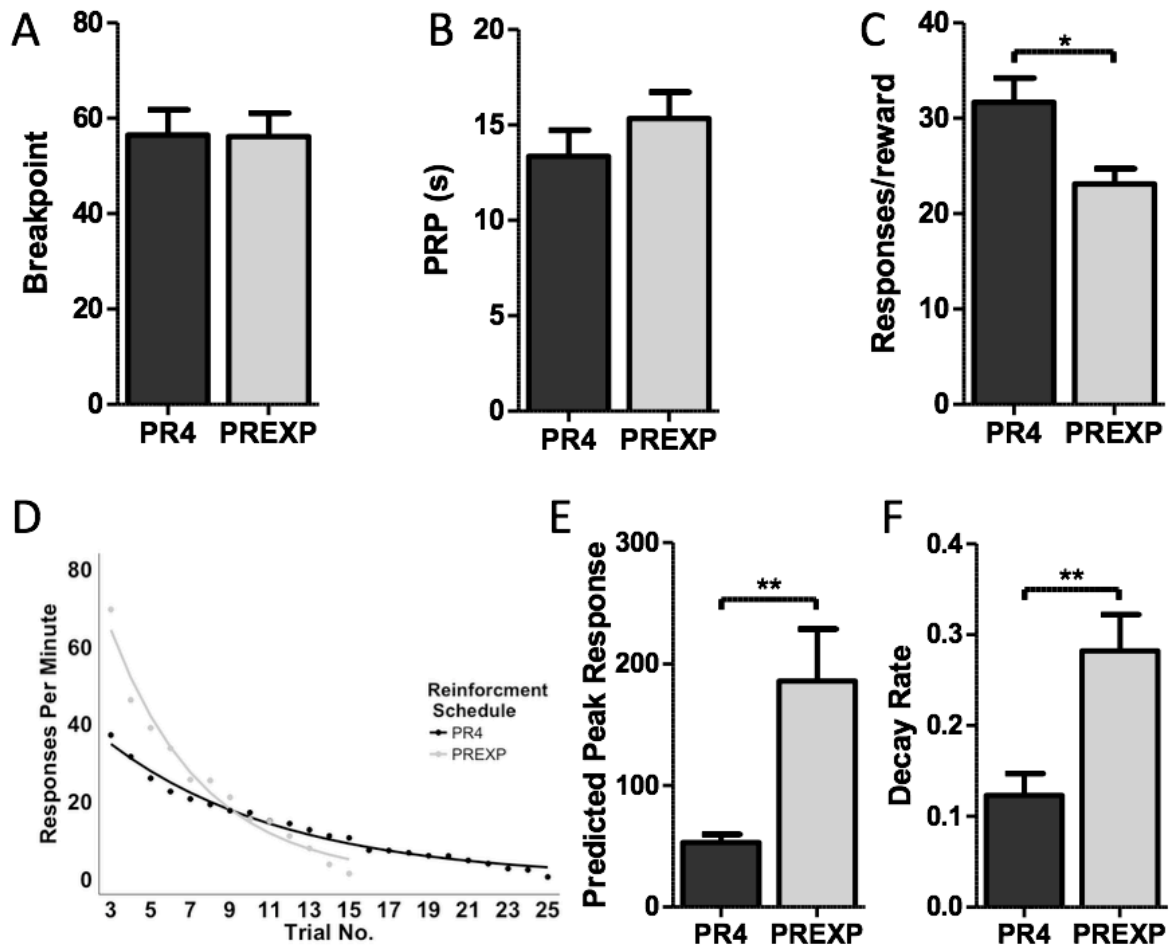 A
Breakpoint
80
60
40
20
0
PR4 PREXP
B
PRP (s)
20
15
10
5
0
PR4 PREXP
C
Responses/reward
40
30
20
10
0
*
PR4 PREXP
D
Responses Per Minute
80
60
40
20
0
3 5 7 9 11 13 15 17 19 21 23 25
Trial No.
Reinforcment
Schedule
PR4
PREXP
E
Predicted Peak Response
300
200
100
0
**
PR4 PREXP
F
Decay Rate
0.4
0.3
0.2
0.1
0.0
**
PR4 PREXP